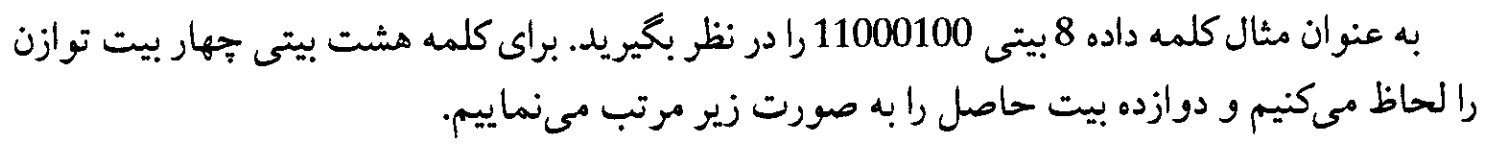 به عنوان مثال کلمه داده 8 بیتی 11000100 را در نظر بگیرید. برای کلمه هشت بیتی چهار بیت توازن
را لحاظ می‌کنیم و دوازده بیت حاصل را به صورت زیر مرتب می‌نماییم.